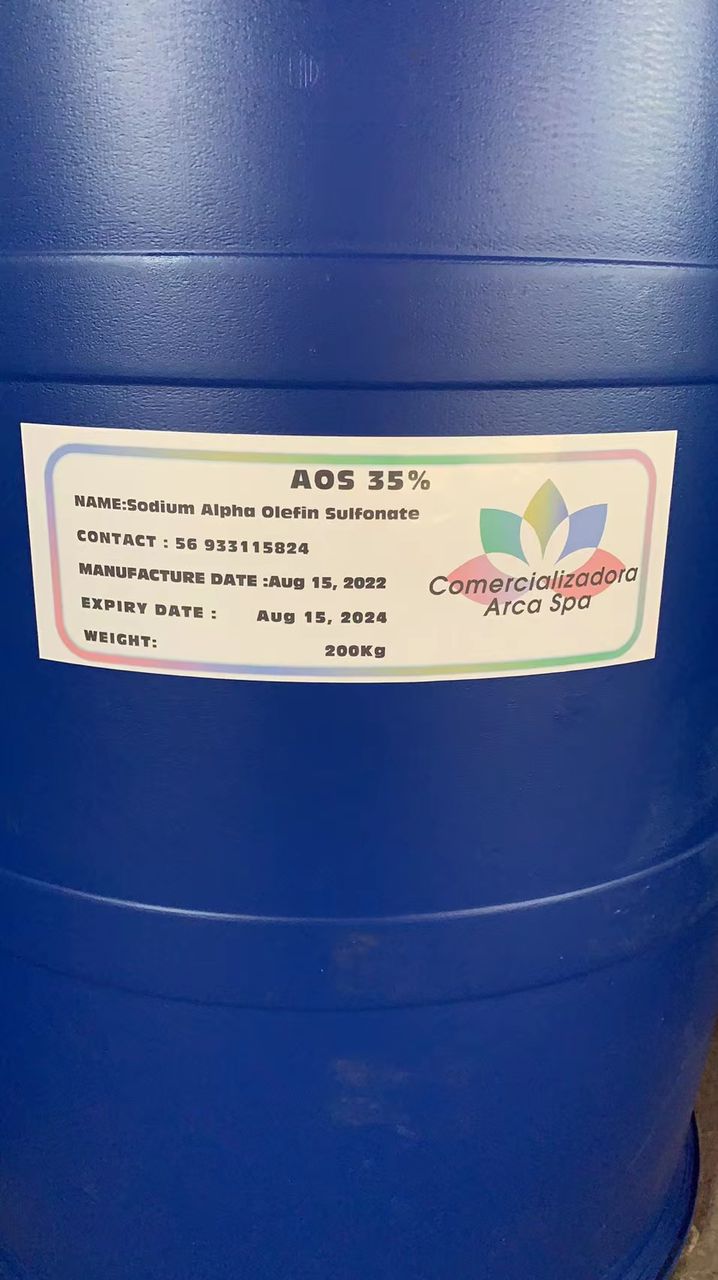 AOS 35%
NAME:Sodium Alpha Olefin Sulfonate
CONTACT : 56 933115824
MANUFACTURE DATE :Aug 15, 2022
EXPIRY DATE : Aug 15, 2024
WEIGHT: 200Kg
Comercializadora
Arca Spa